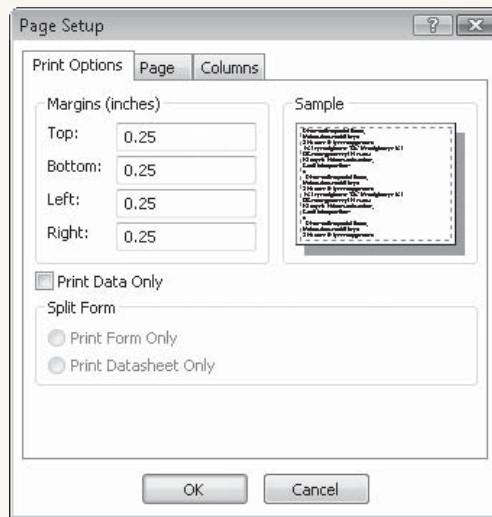 Page Setup
Print Options Page Columns
Margins (inches)
Top: 0.25
Bottom: 0.25
Left: 0.25
Right: 0.25
Sample
Print Data Only
Split Form
Print Form Only
Print Datasheet Only
OK Cancel